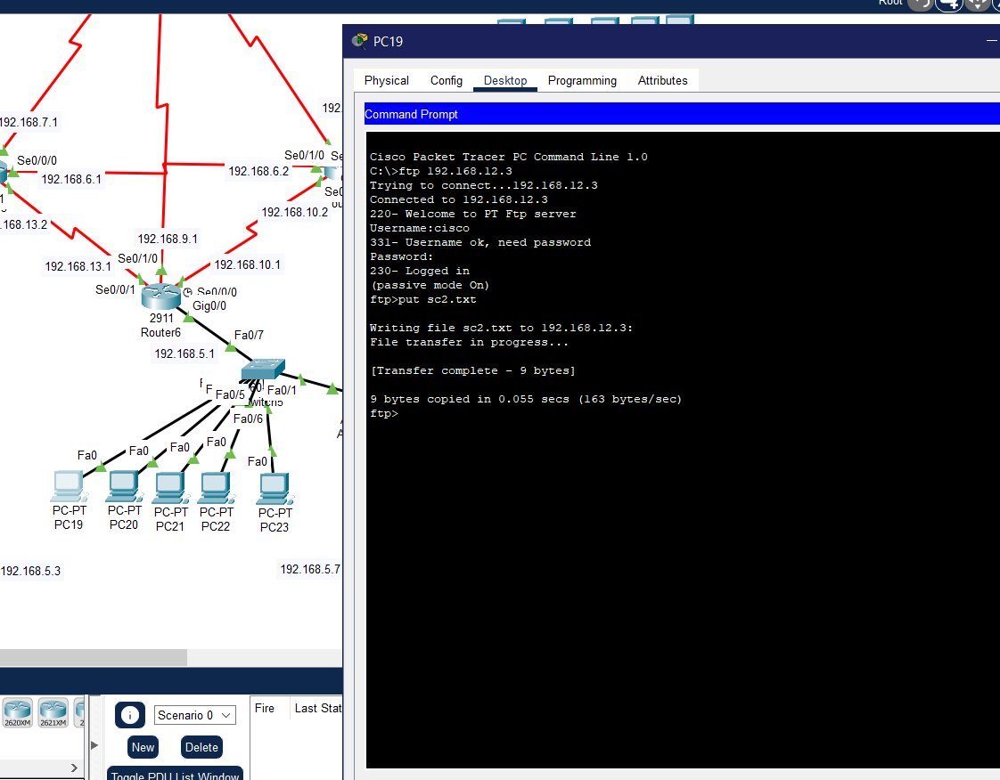 Root
PC19
Physical Config Desktop Programming Attributes
Command Prompt
Cisco Packet Tracer PC Command Line 1.0
C:\>ftp 192.168.12.3
Trying to connect...192.168.12.3
Connected to 192.168.12.3
220- Welcome to PT Ftp server
Username:cisco
331- Username ok, need password
Password:
230- Logged in
(passive mode On)
ftp>put sc2.txt
Writing file sc2.txt to 192.168.12.3:
File transfer in progress...
[Transfer complete - 9 bytes]
9 bytes copied in 0.055 secs (163 bytes/sec)
ftp>
192.
192.168.7.1
Se0/0/0
192.168.6.1
Se0/1/0 Se
192.168.6.2
Se0
192.168.10.2
.168.13.2
192.168.9.1
Se0/1/0
192.168.13.1
192.168.10.1
Se0/0/1
Se0/0/0
Gig0/0
2911
Router6
Fa0/7
192.168.5.1
F
Fa0/5
Fa0/1
Fa0/6
Fa0
Fa0
Fa0
Fa0
Fa0
PC-PT
PC19
PC-PT
PC20
PC-PT
PC21
PC-PT
PC22
PC-PT
PC23
192.168.5.3
192.168.5.7
2620XM
2621XM
2
Scenario 0
Fire Last Stat
New
Delete
Toggle PDU List Window